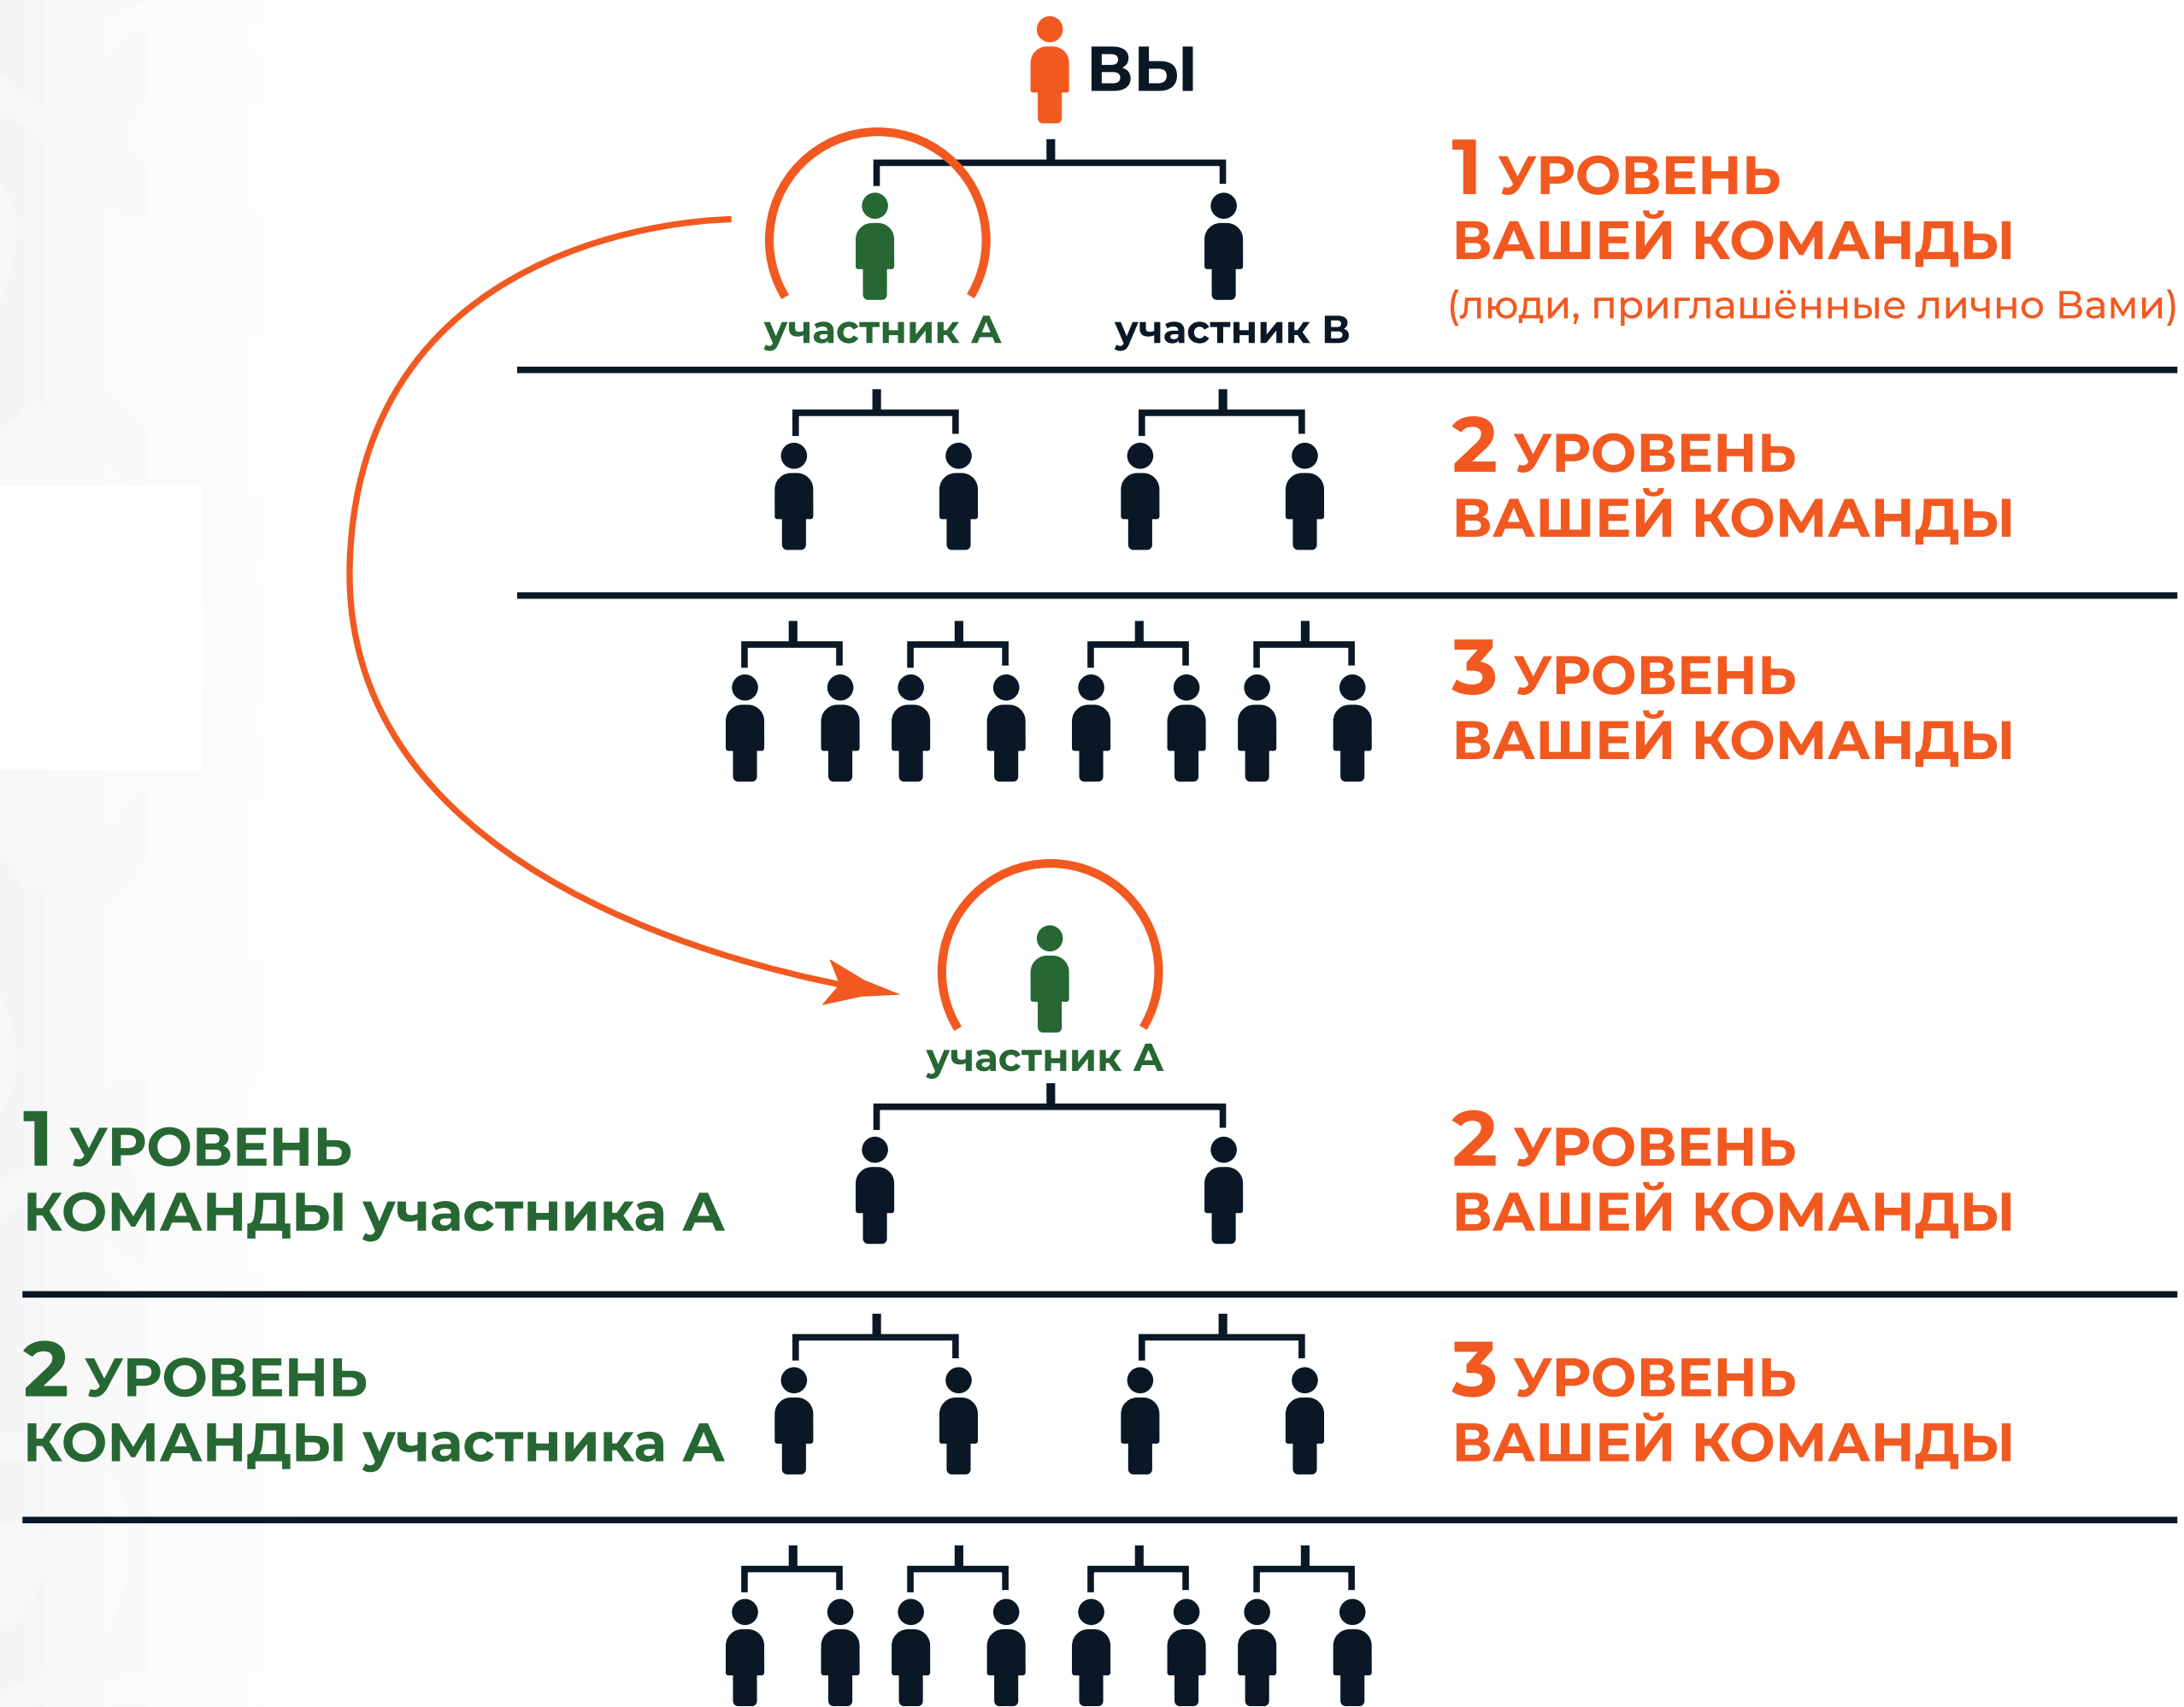 ВЫ
1 УРОВЕНЬ
ВАШЕЙ КОМАНДЫ
(люди, приглашённые лично Вами)
участник А
участник В
2 УРОВЕНЬ
ВАШЕЙ КОМАНДЫ
3 УРОВЕНЬ
ВАШЕЙ КОМАНДЫ
участник А
1 УРОВЕНЬ
КОМАНДЫ участника А
2 УРОВЕНЬ
ВАШЕЙ КОМАНДЫ
2 УРОВЕНЬ
КОМАНДЫ участника А
3 УРОВЕНЬ
ВАШЕЙ КОМАНДЫ